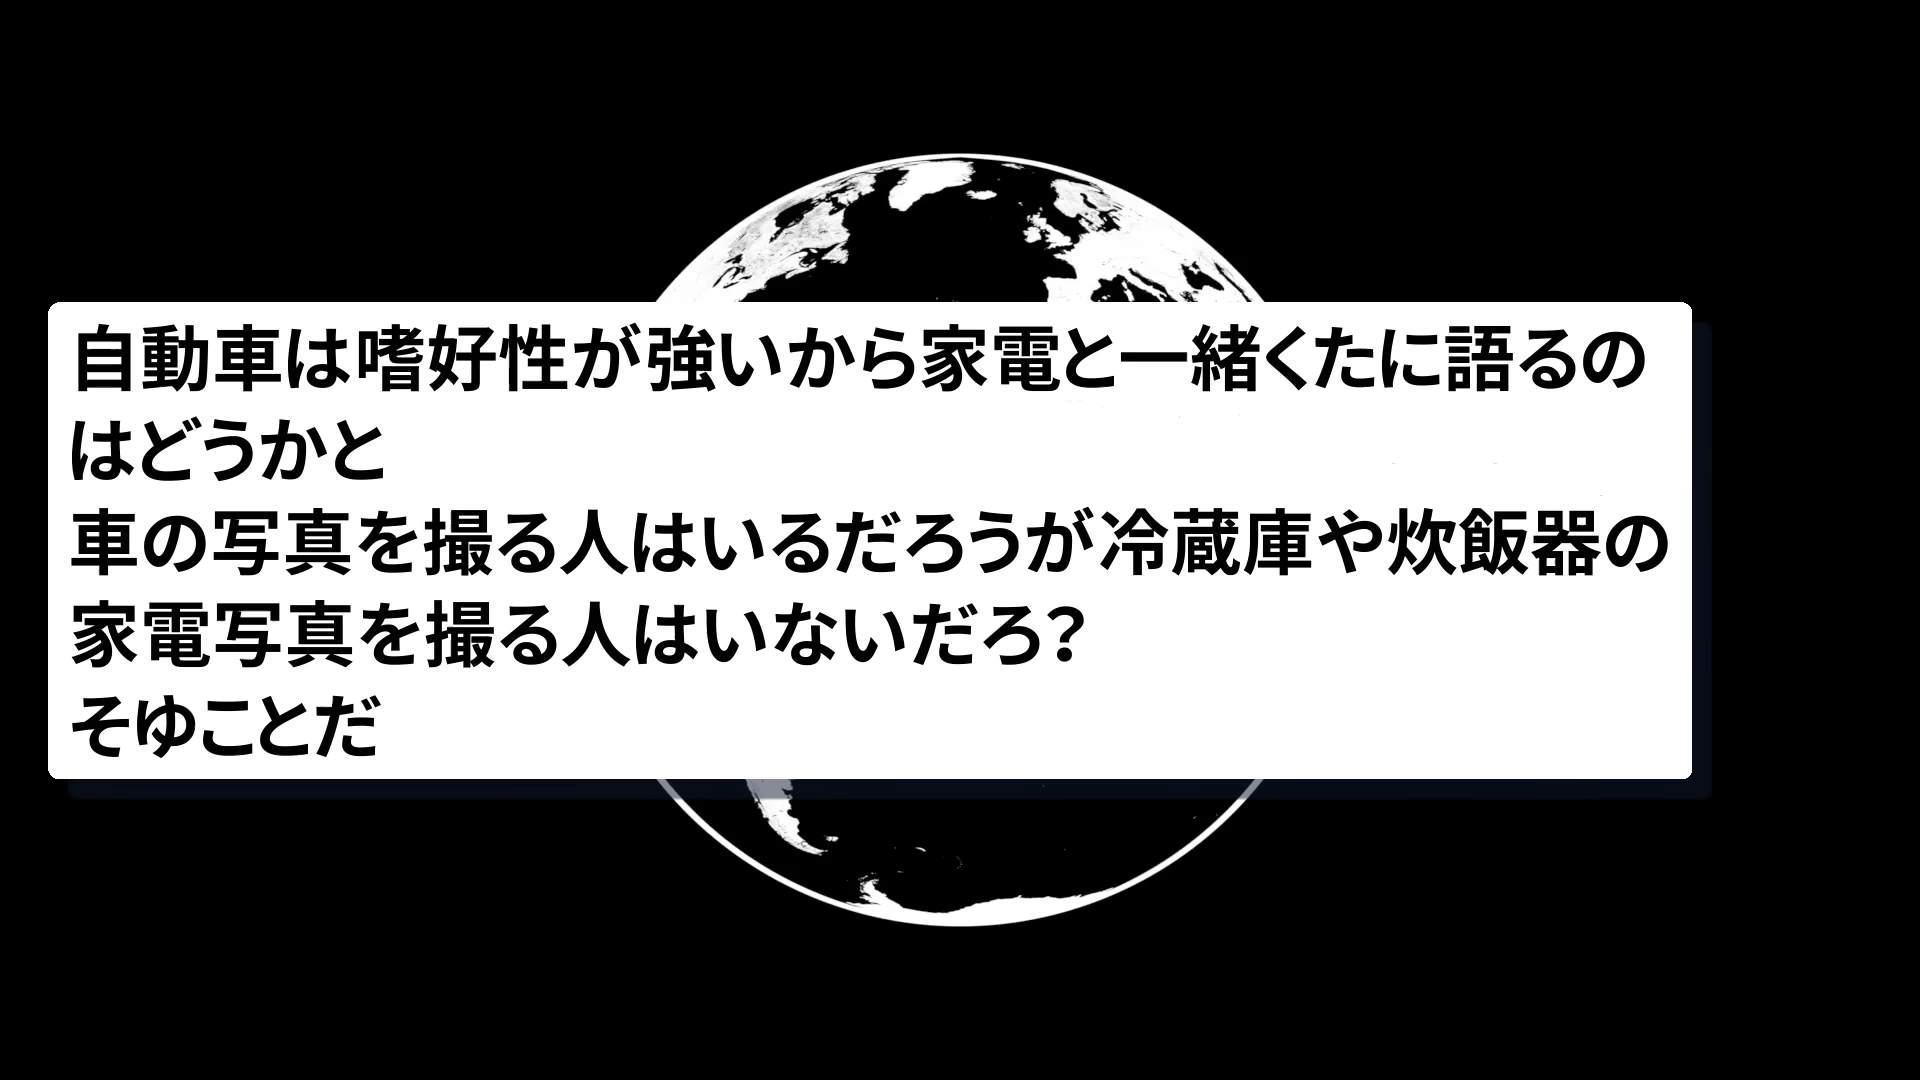 自動車は嗜好性が強いから家電と一緒くたに語るの
はどうかと
車の写真を撮る人はいるだろうが冷蔵庫や炊飯器の
家電写真を撮る人はいないだろ？
そゆことだ